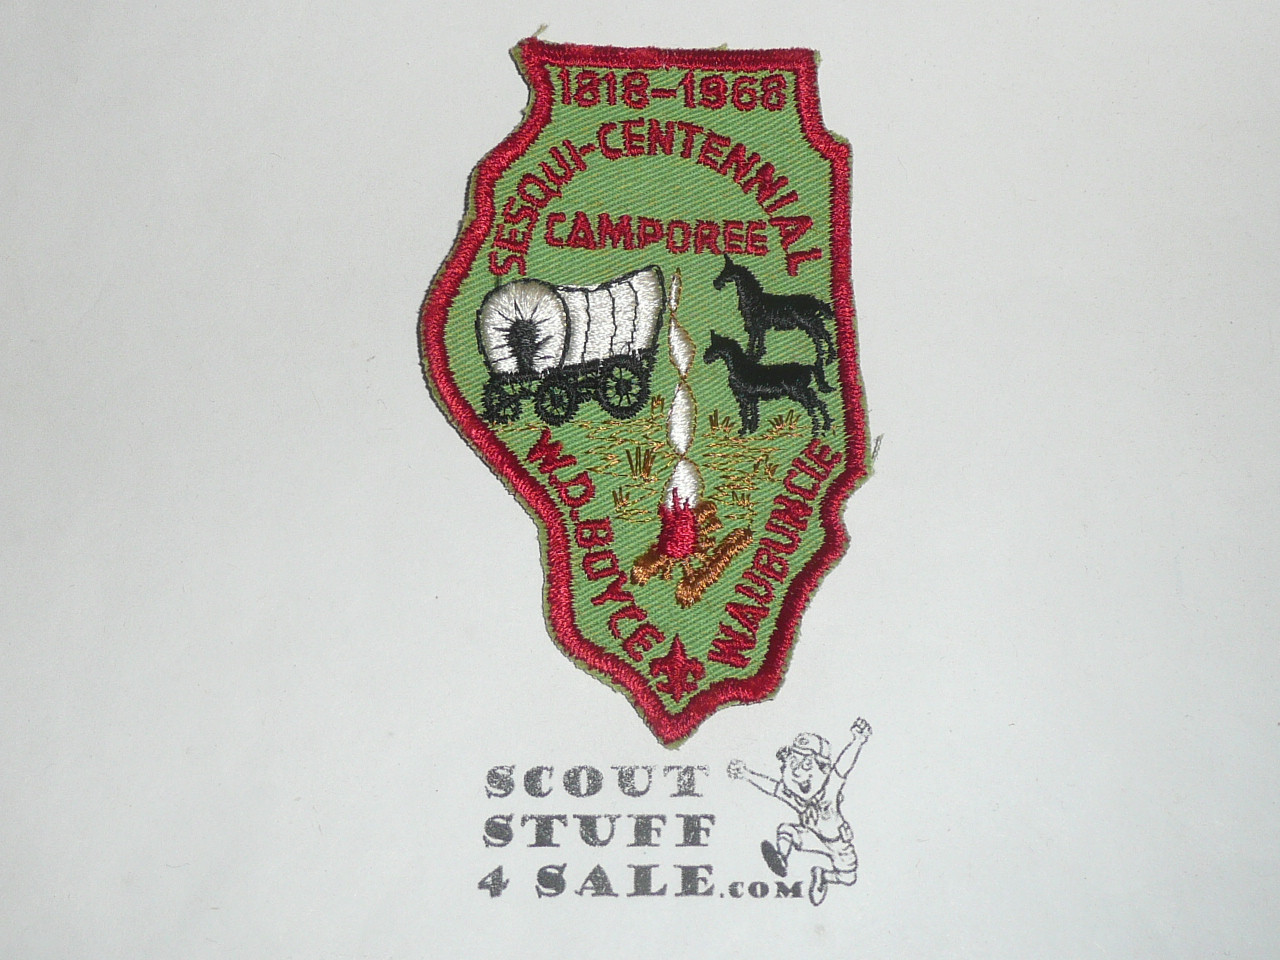 1818-1968
SESQUI-CENTENNIAL
CAMPOREE
W.D. BOYCE
WAUBUNCIE
SCOUT
STUFF
4 SALE.COM